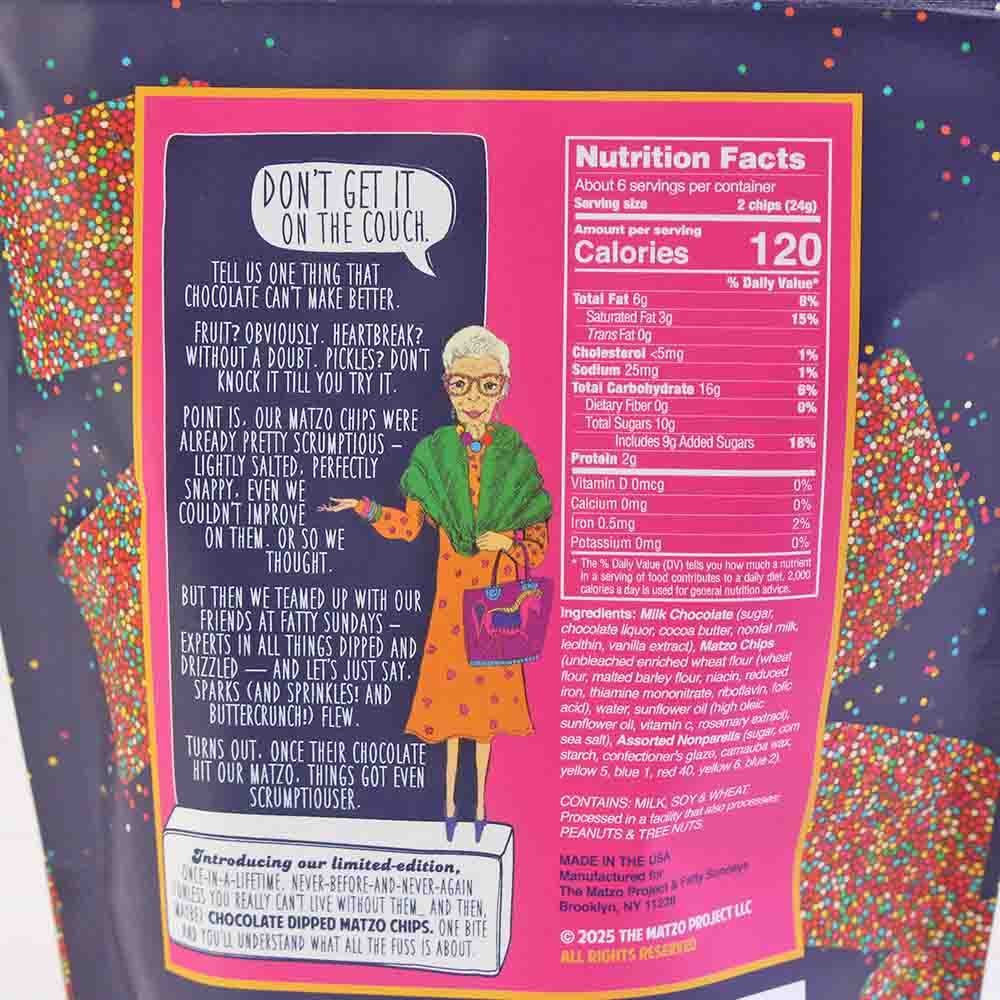 DON'T GET IT
ON THE COUCH.
TELL US ONE THING THAT
CHOCOLATE CAN'T MAKE BETTER.
FRUIT? OBVIOUSLY. HEARTBREAK?
WITHOUT A DOUBT. PICKLES? DON'T
KNOCK IT TILL YOU TRY IT.
POINT IS, OUR MATZO CHIPS WERE
ALREADY PRETTY SCRUMPTIOUS –
LIGHTLY SALTED, PERFECTLY
SNAPPY, EVEN WE
COULDN'T IMPROVE
ON THEM. OR SO WE
THOUGHT.
BUT THEN WE TEAMED UP WITH OUR
FRIENDS AT FATTY SUNDAYS –
EXPERTS IN ALL THINGS DIPPED AND
DRIZZLED — AND LET'S JUST SAY,
SPARKS (AND SPRINKLES! AND
BUTTERCRUNCH!) FLEW.
TURNS OUT, ONCE THEIR CHOCOLATE
HIT OUR MATZO, THINGS GOT EVEN
SCRUMPTIOUSER.
Introducing our limited-edition,
ONCE-IN-A-LIFETIME, NEVER-BEFORE-AND-NEVER-AGAIN
(UNLESS YOU REALLY CAN'T LIVE WITHOUT THEM... AND THEN,
MAYBE) CHOCOLATE DIPPED MATZO CHIPS. ONE BITE
AND YOU'LL UNDERSTAND WHAT ALL THE FUSS IS ABOUT.
Nutrition Facts
About 6 servings per container
Serving size 2 chips (24g)
Amount per serving
Calories 120
% Daily Value*
Total Fat 6g 8%
Saturated Fat 3g 15%
Trans Fat 0g
Cholesterol <5mg 1%
Sodium 25mg 1%
Total Carbohydrate 16g 6%
Dietary Fiber 0g 0%
Total Sugars 10g
Includes 9g Added Sugars 18%
Protein 2g
Vitamin D 0mcg 0%
Calcium 0mg 0%
Iron 0.5mg 2%
Potassium 0mg 0%
* The % Daily Value (DV) tells you how much a nutrient
in a serving of food contributes to a daily diet. 2,000
calories a day is used for general nutrition advice.
Ingredients: Milk Chocolate (sugar,
chocolate liquor, cocoa butter, nonfat milk,
lecithin, vanilla extract), Matzo Chips
(unbleached enriched wheat flour (wheat
flour, malted barley flour, niacin, reduced
iron, thiamine mononitrate, riboflavin, folic
acid), water, sunflower oil (high oleic
sunflower oil, vitamin c, rosemary extract),
sea salt), Assorted Nonpareils (sugar, corn
starch, confectioner's glaze, carnauba wax,
yellow 5, blue 1, red 40, yellow 6, blue 2).
CONTAINS: MILK, SOY & WHEAT.
Processed in a facility that also processes
PEANUTS & TREE NUTS.
MADE IN THE USA
Manufactured for
The Matzo Project & Fatty Sundays
Brooklyn, NY
© 2025 THE MATZO PROJECT LLC
ALL RIGHTS RESERVED